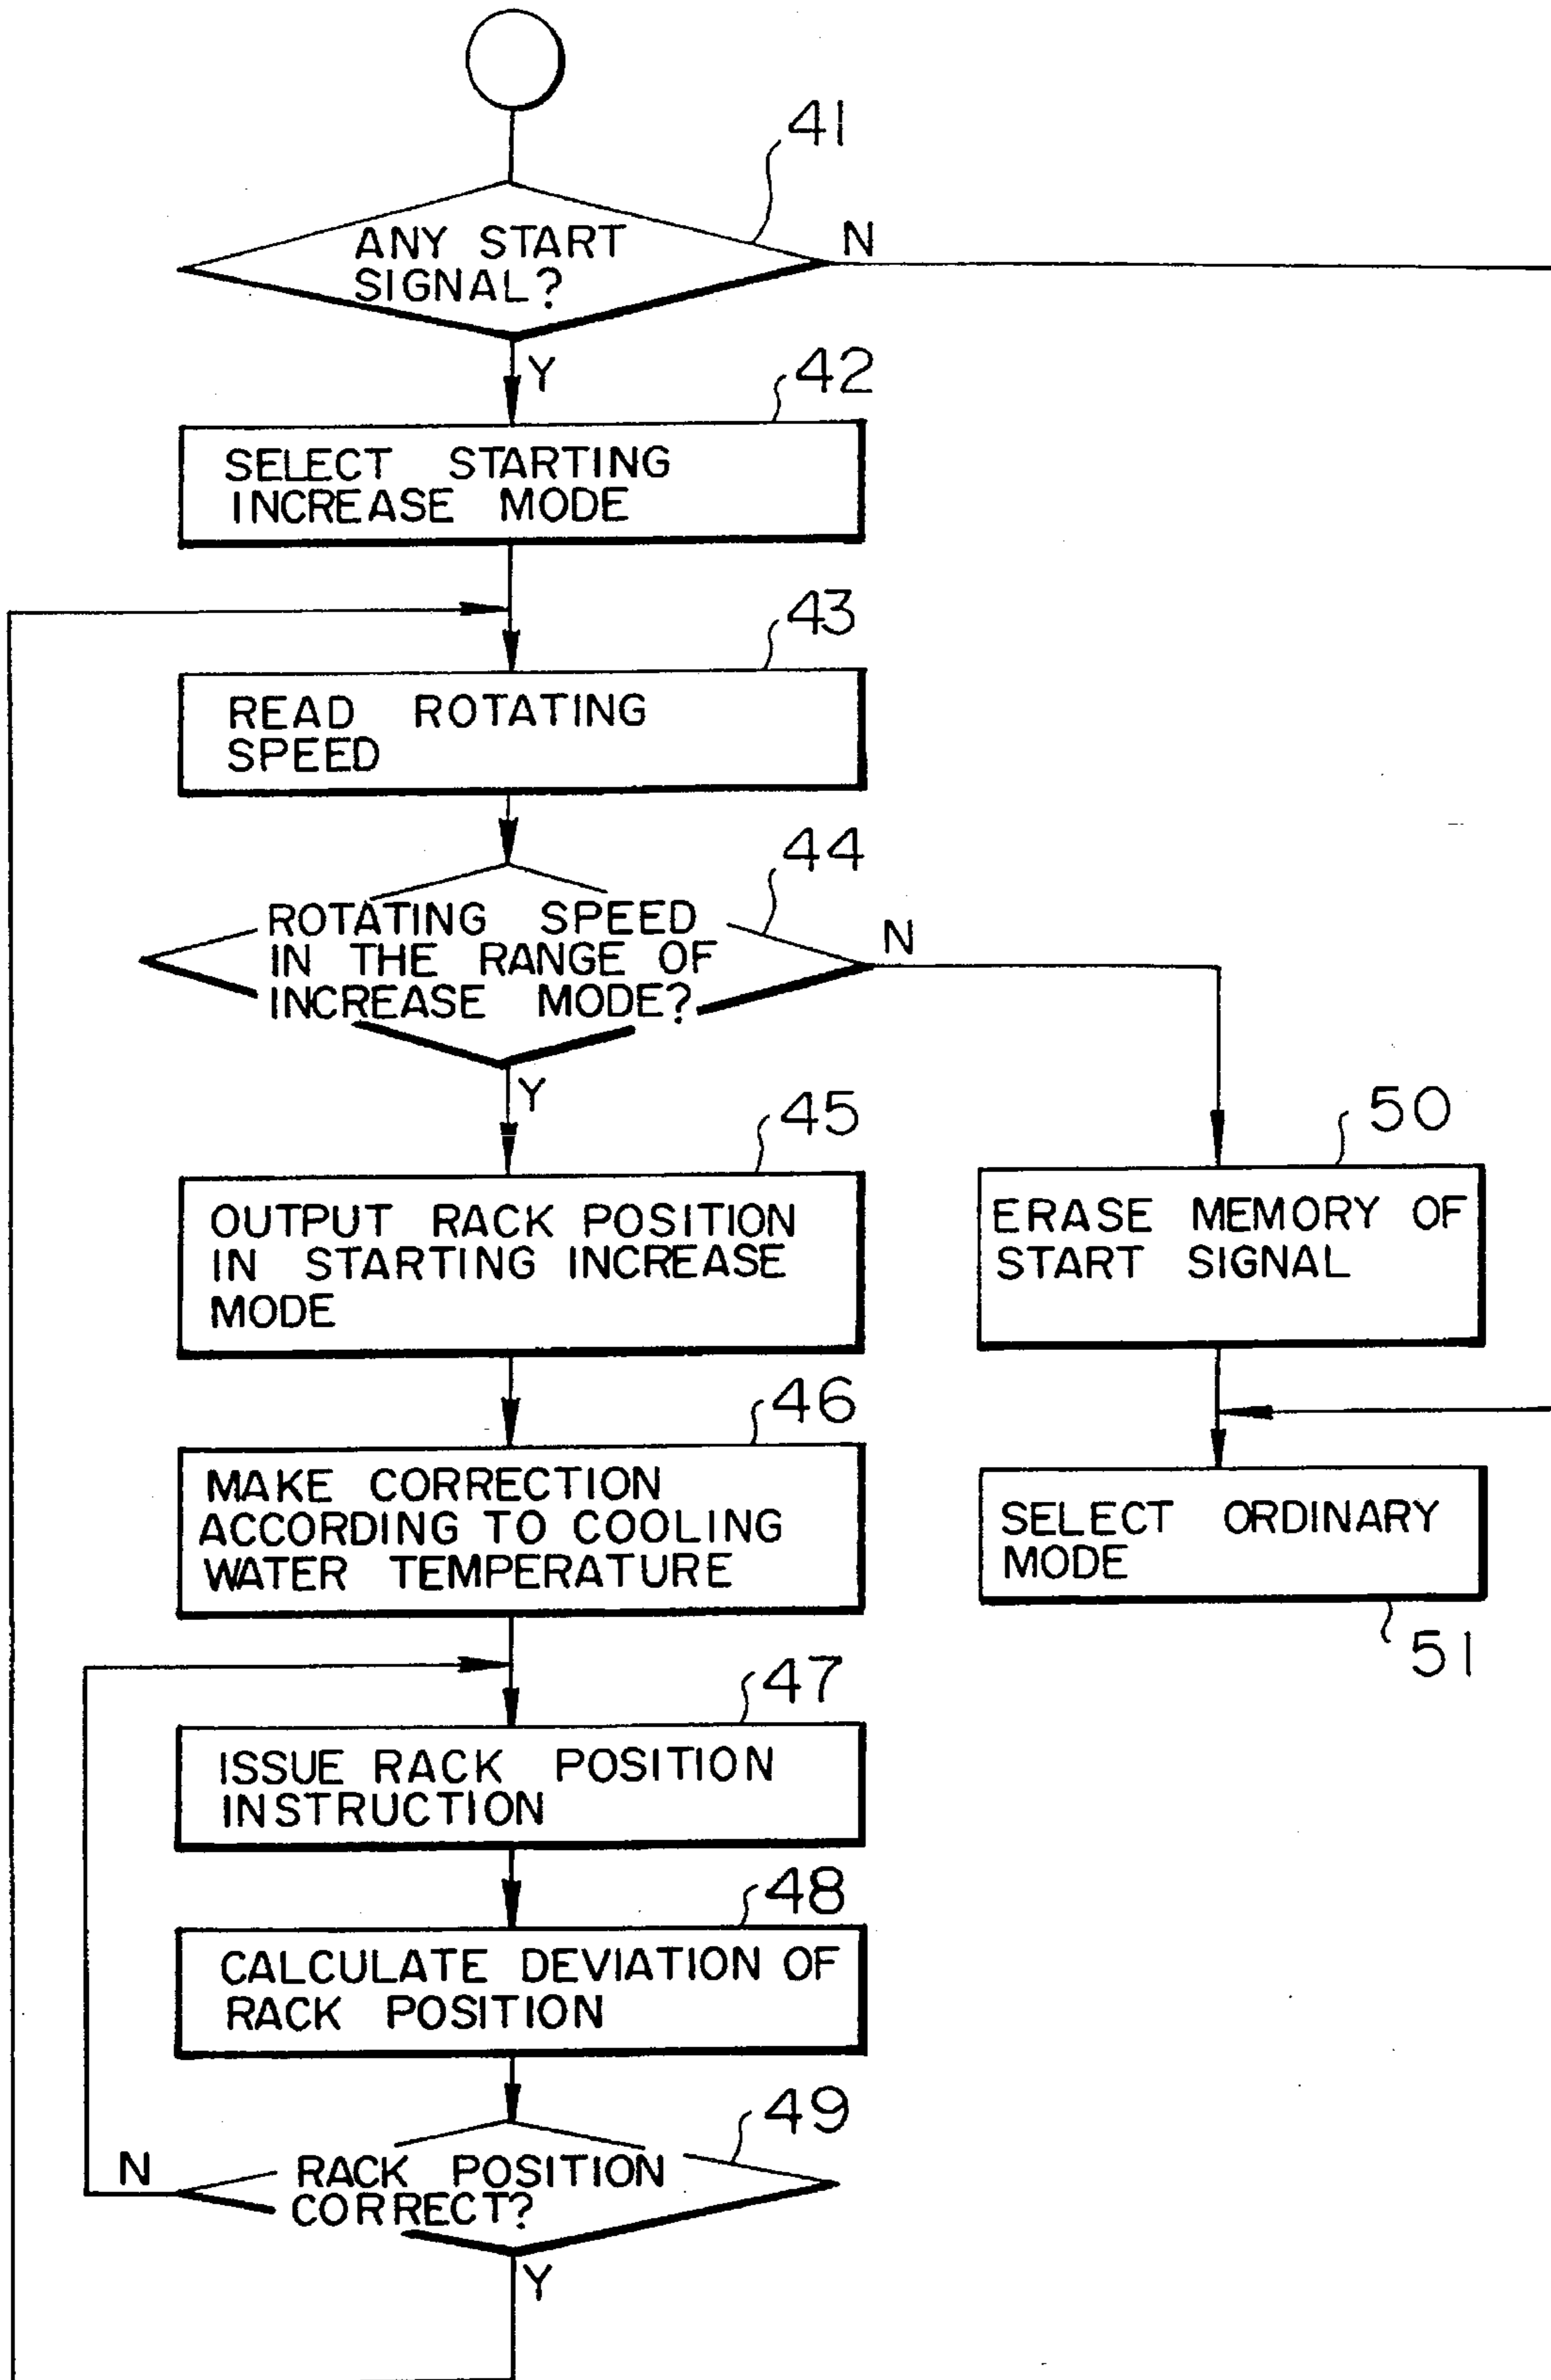 41
ANY START
SIGNAL?
N
Y
42
SELECT STARTING
INCREASE MODE
43
READ ROTATING
SPEED
44
ROTATING SPEED
IN THE RANGE OF
INCREASE MODE?
N
Y
45
OUTPUT RACK POSITION
IN STARTING INCREASE
MODE
50
ERASE MEMORY OF
START SIGNAL
46
MAKE CORRECTION
ACCORDING TO COOLING
WATER TEMPERATURE
SELECT ORDINARY
MODE
51
47
ISSUE RACK POSITION
INSTRUCTION
48
CALCULATE DEVIATION OF
RACK POSITION
49
N
RACK POSITION
CORRECT?
Y